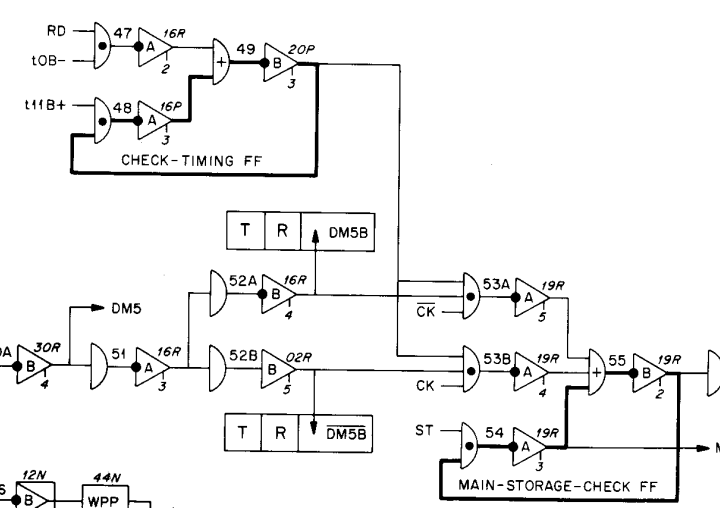 RD 47 A 16R 2
t0B-
+ 49 B 20P 3
t11B+ 48 A 16P 3
CHECK-TIMING FF
T R DM5B
DM5
52A B 16R 4
CK
53A A 19R 5
0A B 30R 4
51 A 16R 3
52B B 02R 5
CK
53B A 19R 4
+ 55 B 19R 2
T R DM5B
ST 54 A 19R 3
MAIN-STORAGE-CHECK FF
12N 44N
B WPP